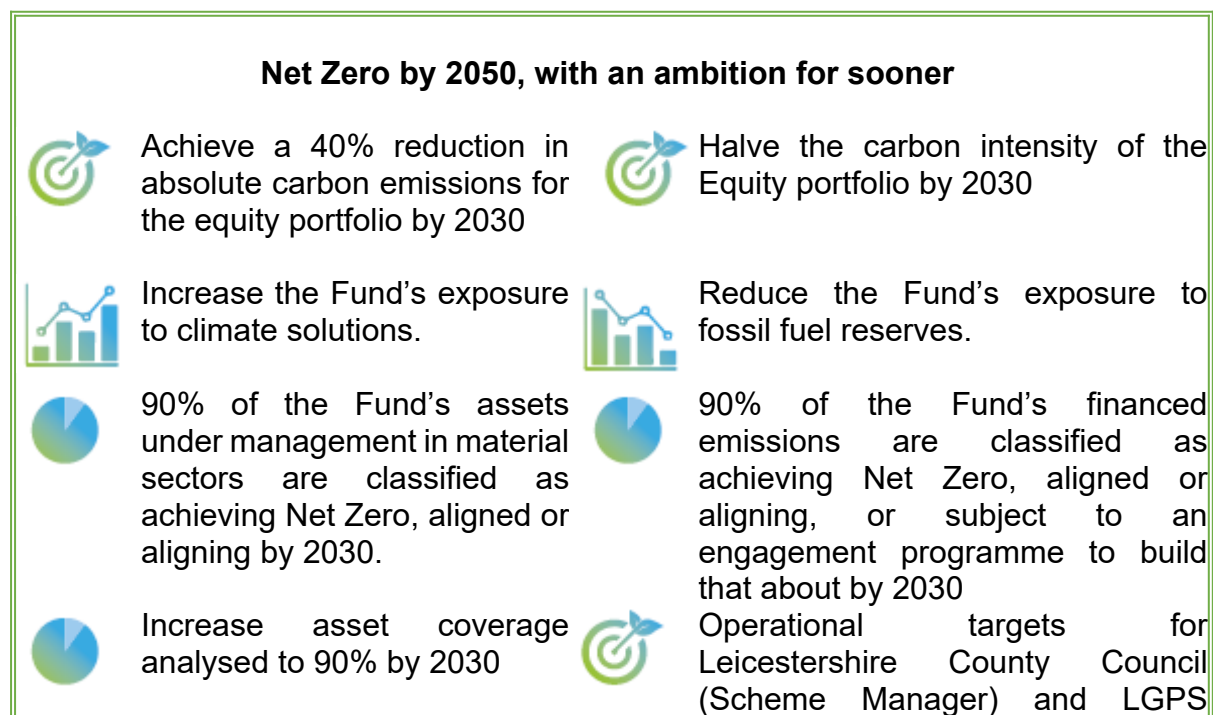 Net Zero by 2050, with an ambition for sooner
Achieve a 40% reduction in
absolute carbon emissions for
the equity portfolio by 2030
Halve the carbon intensity of the
Equity portfolio by 2030
Increase the Fund’s exposure
to climate solutions.
Reduce the Fund’s exposure to
fossil fuel reserves.
90% of the Fund’s assets
under management in material
sectors are classified as
achieving Net Zero, aligned or
aligning by 2030.
90% of the Fund’s financed
emissions are classified as
achieving Net Zero, aligned or
aligning, or subject to an
engagement programme to build
that about by 2030
Increase asset coverage
analysed to 90% by 2030
Operational targets for
Leicestershire County Council
(Scheme Manager) and LGPS